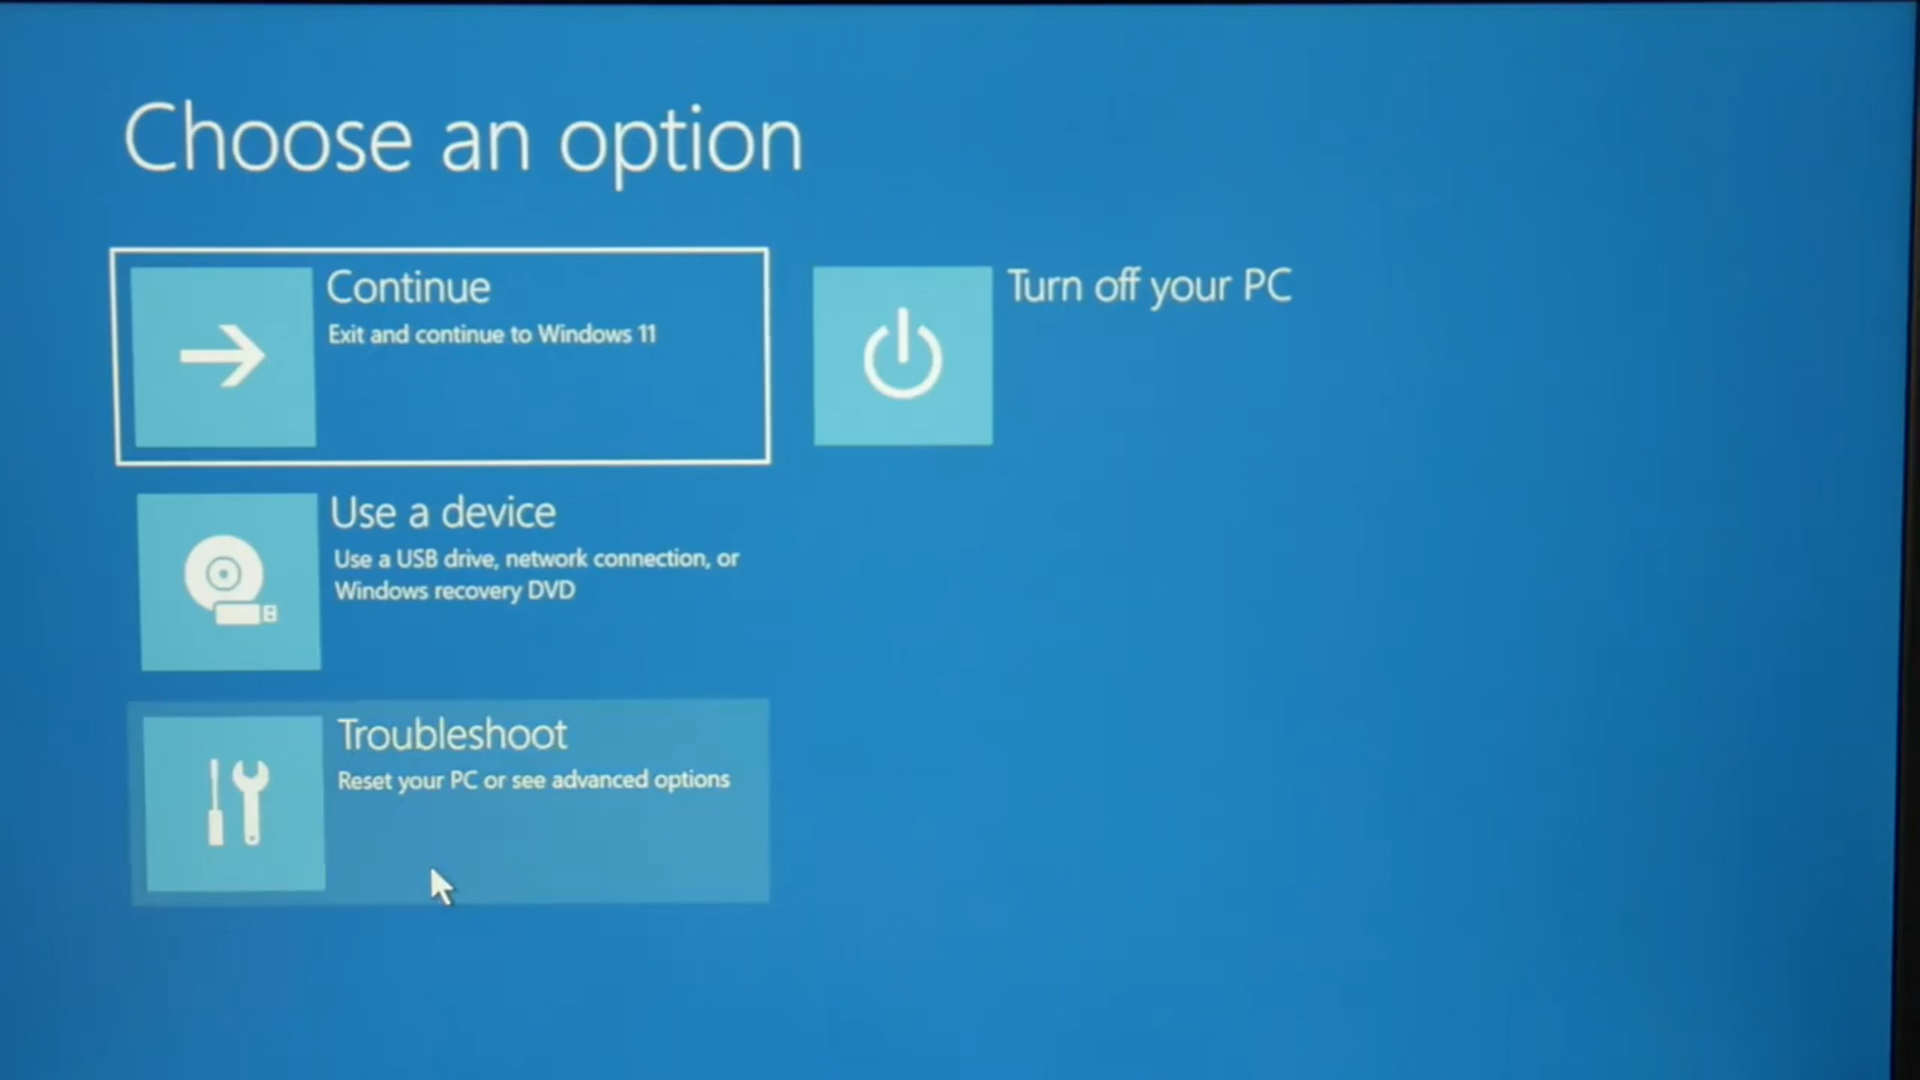 Choose an option
Continue
Exit and continue to Windows 11
Turn off your PC
Use a device
Use a USB drive, network connection, or
Windows recovery DVD
Troubleshoot
Reset your PC or see advanced options